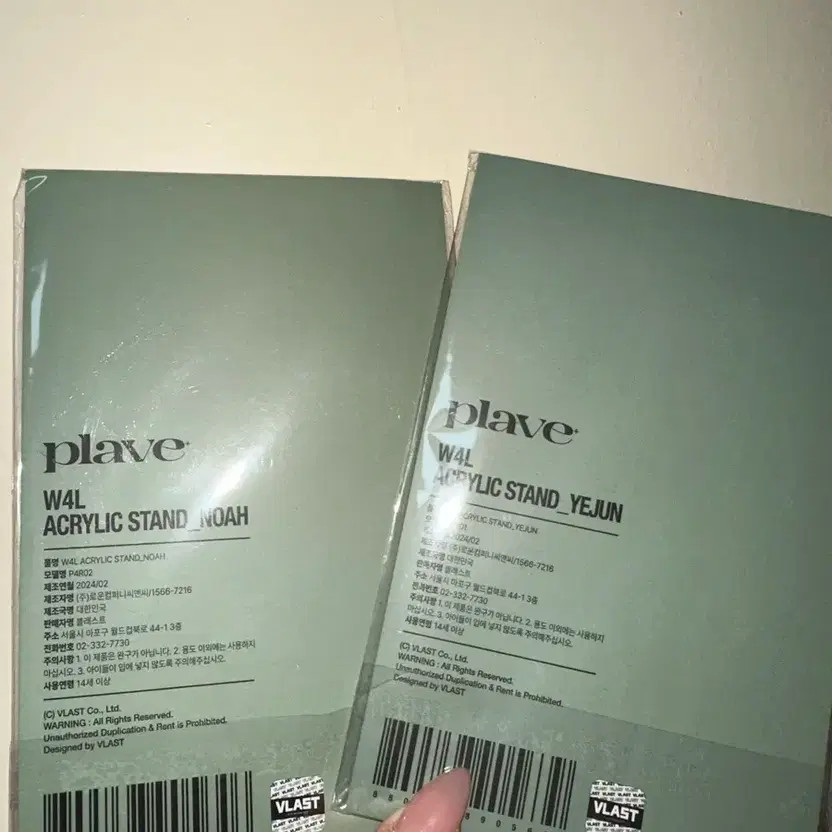 plave
W4L
ACRYLIC STAND_NOAH
품명 W4L ACRYLIC STAND_NOAH
모델명 P4R02
제조연월 2024/02
제조자명 (주)로운컴퍼니씨앤씨/1566-7216
제조국명 대한민국
판매자명 블래스트
주소 서울시 마포구 월드컵북로 44-1 3층
전화번호 02-332-7730
주의사항 1. 이 제품은 완구가 아닙니다. 2. 용도 이외에는 사용하지
마십시오. 3. 아이들이 입에 넣지 않도록 주의해주십시오.
사용연령 14세 이상
(C) VLAST Co., Ltd.
WARNING : All Rights Reserved.
Unauthorized Duplication & Rent is Prohibited.
Designed by VLAST
VLAST
plave
W4L
ACRYLIC STAND_YEJUN
ACRYLIC STAND_YEJUN
2024/02
제조자명 (주)로운컴퍼니씨앤씨/1566-7216
제조국명 대한민국
판매자명 블래스트
주소 서울시 마포구 월드컵북로 44-1 3층
전화번호 02-332-7730
주의사항 1. 이 제품은 완구가 아닙니다. 2. 용도 이외에는 사용하지
마십시오. 3. 아이들이 입에 넣지 않도록 주의해주십시오.
사용연령 14세 이상
(C) VLAST Co., Ltd.
WARNING : All Rights Reserved.
Unauthorized Duplication & Rent is Prohibited.
Designed by VLAST
VLAST